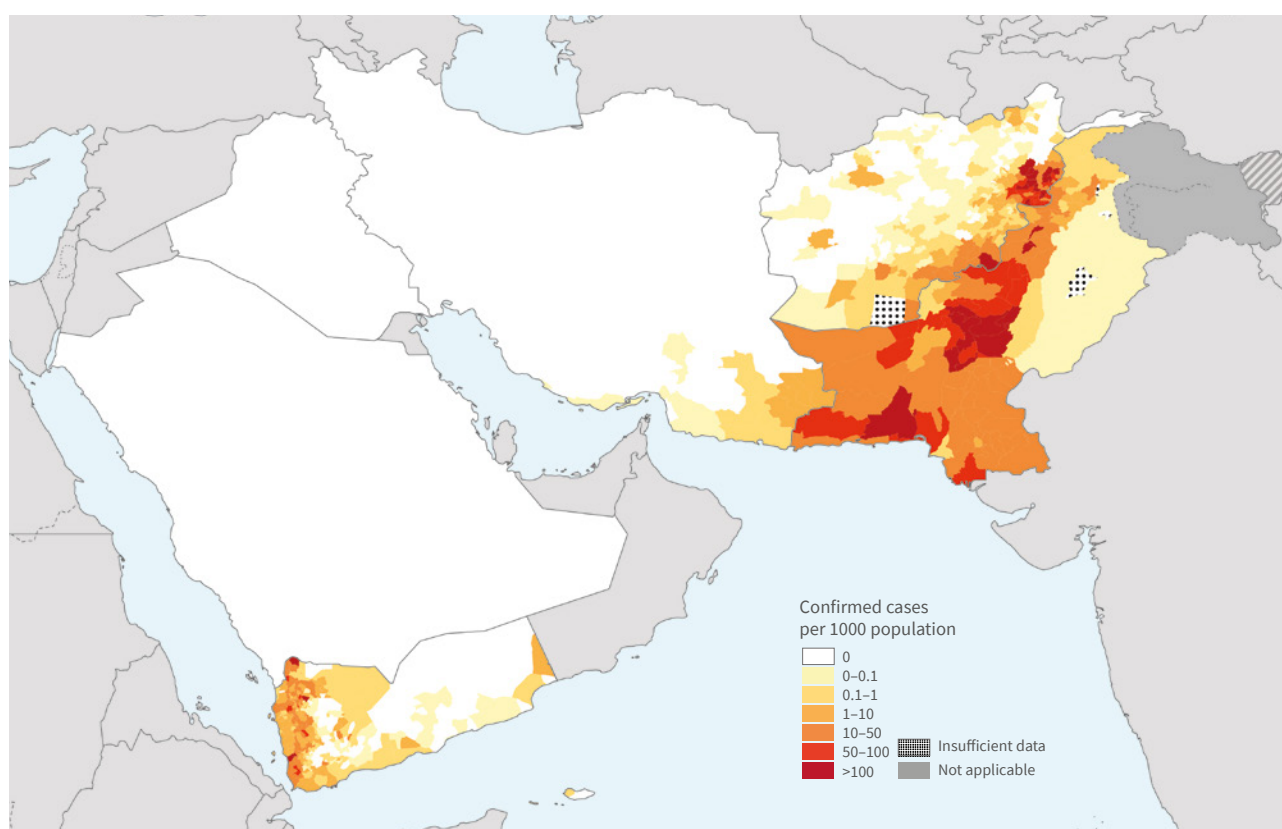 Confirmed cases
per 1000 population
0
0–0.1
0.1–1
1–10
10–50
50–100
>100
Insufficient data
Not applicable